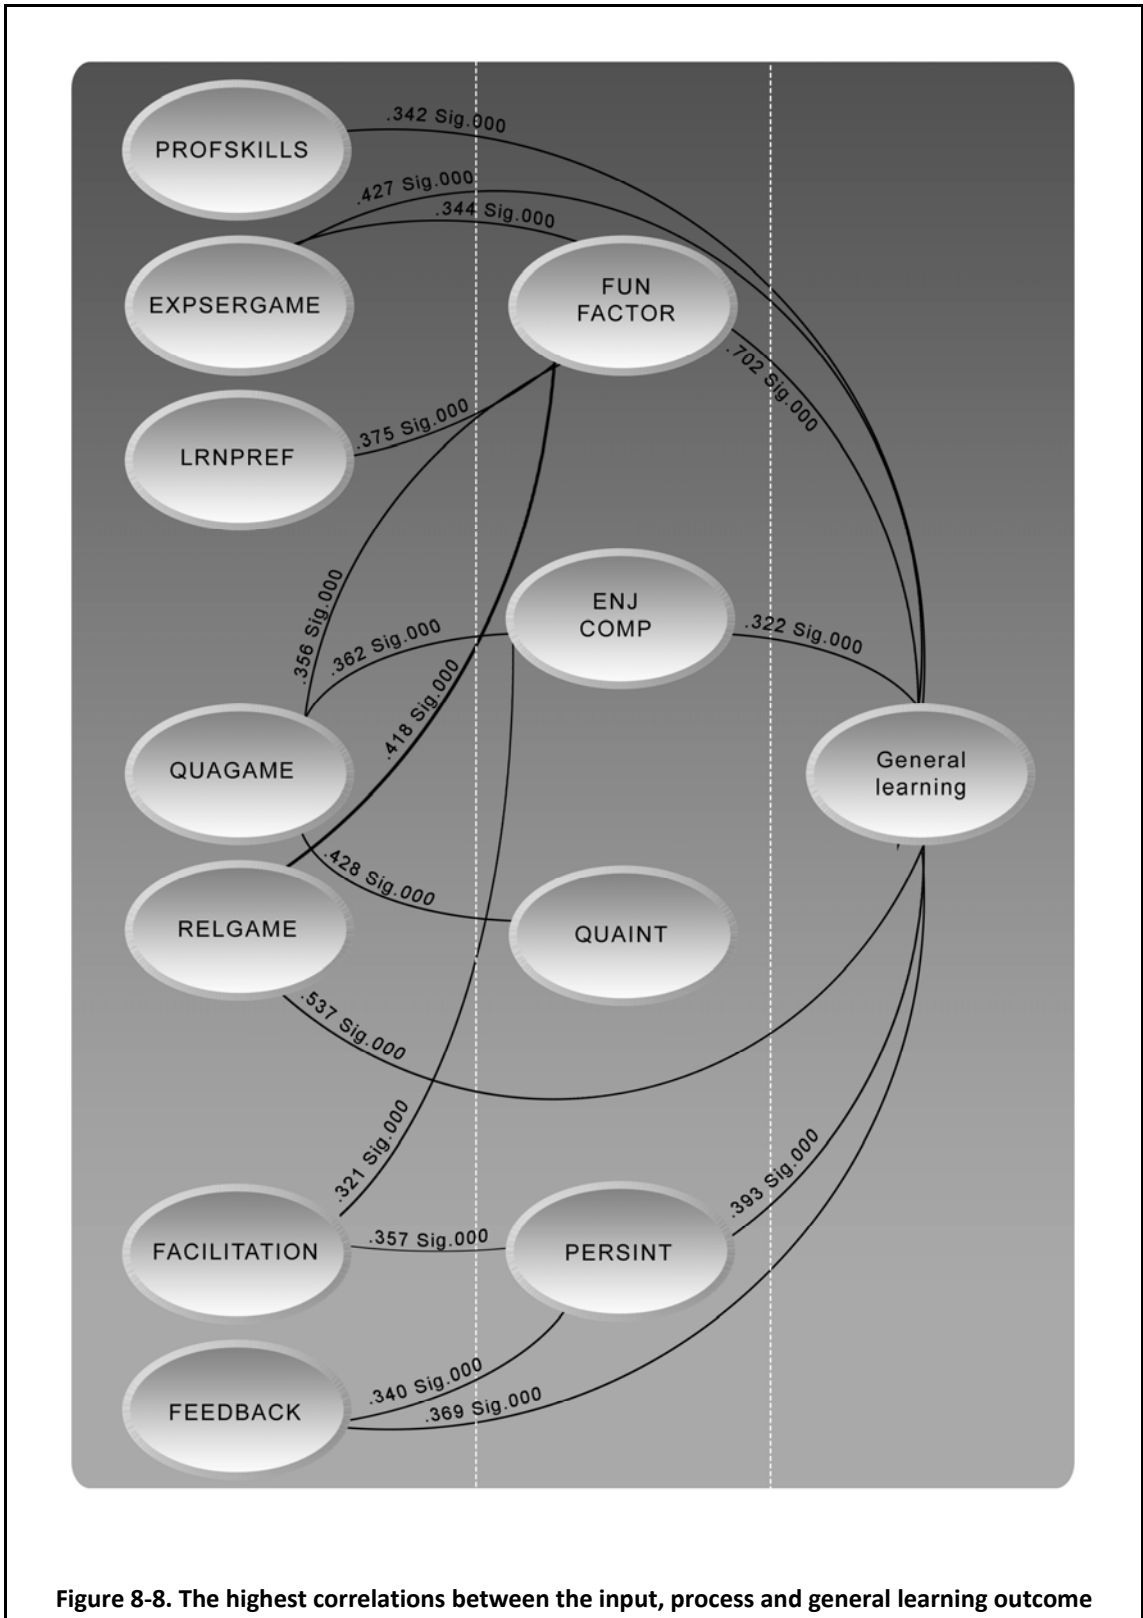 .342 Sig.000
PROFSKILLS
.427 Sig.000
.344 Sig.000
EXPSERGAME
FUN
FACTOR
.702 Sig.000
.375 Sig.000
LRNPREF
.356 Sig.000
.362 Sig.000
ENJ
COMP
.322 Sig.000
.418 Sig.000
QUAGAME
General
learning
.428 Sig.000
RELGAME
QUAINT
.537 Sig.000
.321 Sig.000
.393 Sig.000
FACILITATION
.357 Sig.000
PERSINT
.340 Sig.000
.369 Sig.000
FEEDBACK
Figure 8-8. The highest correlations between the input, process and general learning outcome